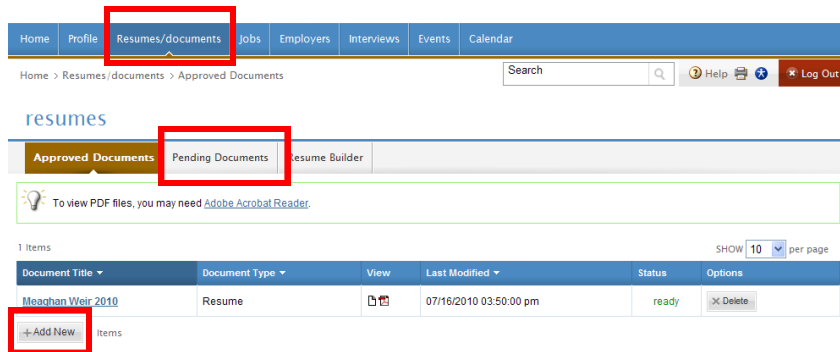 Home Profile Resumes/documents Jobs Employers Interviews Events Calendar
Home > Resumes/documents > Approved Documents Search Help Log Out
resumes
Approved Documents Pending Documents Resume Builder
To view PDF files, you may need Adobe Acrobat Reader.
1 Items SHOW 10 per page
Document Title Document Type View Last Modified Status Options
Meaghan Weir 2010 Resume 07/16/2010 03:50:00 pm ready Delete
+Add New Items